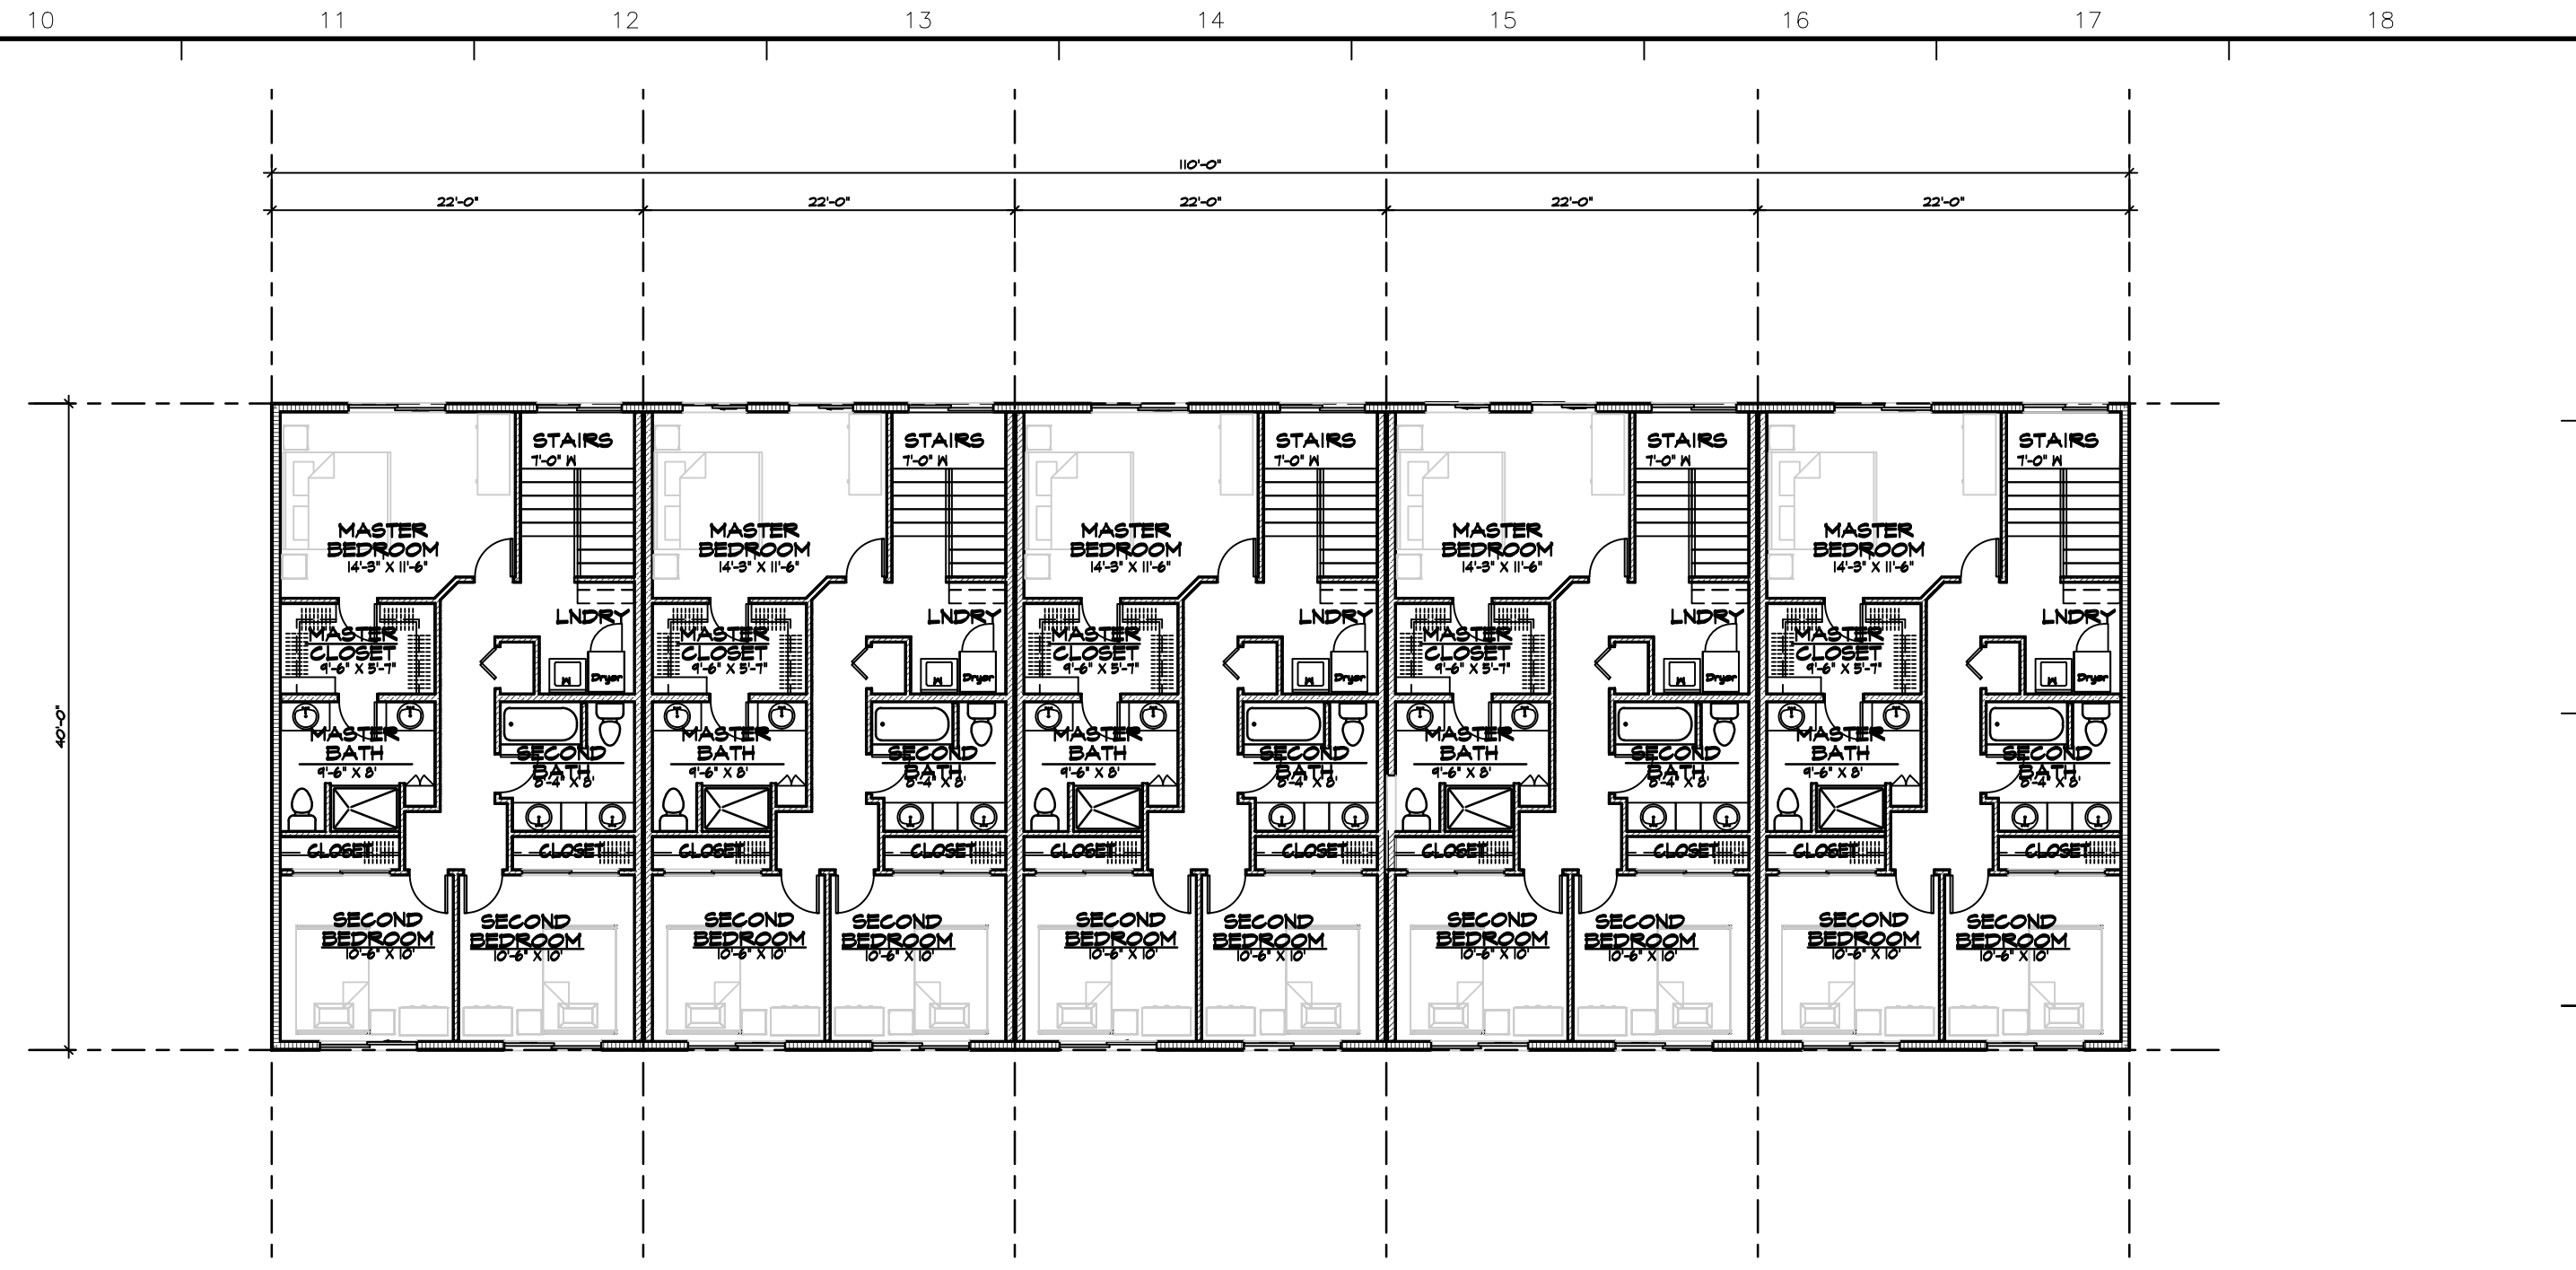 10 11 12 13 14 15 16 17 18
110'-0"
22'-0" 22'-0" 22'-0" 22'-0" 22'-0"
STAIRS STAIRS STAIRS STAIRS STAIRS
7'-0" W 7'-0" W 7'-0" W 7'-0" W 7'-0" W
MASTER MASTER MASTER MASTER MASTER
BEDROOM BEDROOM BEDROOM BEDROOM BEDROOM
14'-3" X 11'-6" 14'-3" X 11'-6" 14'-3" X 11'-6" 14'-3" X 11'-6" 14'-3" X 11'-6"
LNDRY LNDRY LNDRY LNDRY LNDRY
MASTER MASTER MASTER MASTER MASTER
CLOSET CLOSET CLOSET CLOSET CLOSET
9'-6" X 5'-7" 9'-6" X 5'-7" 9'-6" X 5'-7" 9'-6" X 5'-7" 9'-6" X 5'-7"
W Dryer W Dryer W Dryer W Dryer W Dryer
40'-0"
MASTER MASTER MASTER MASTER MASTER
BATH SECOND BATH SECOND BATH SECOND BATH SECOND BATH SECOND
9'-6" X 8' BATH 9'-6" X 8' BATH 9'-6" X 8' BATH 9'-6" X 8' BATH 9'-6" X 8' BATH
CLOSET CLOSET CLOSET CLOSET CLOSET CLOSET CLOSET CLOSET CLOSET CLOSET
SECOND SECOND SECOND SECOND SECOND SECOND SECOND SECOND SECOND SECOND
BEDROOM BEDROOM BEDROOM BEDROOM BEDROOM BEDROOM BEDROOM BEDROOM BEDROOM BEDROOM
10'-6" X 10' 10'-6" X 10' 10'-6" X 10' 10'-6" X 10' 10'-6" X 10' 10'-6" X 10' 10'-6" X 10' 10'-6" X 10' 10'-6" X 10' 10'-6" X 10'